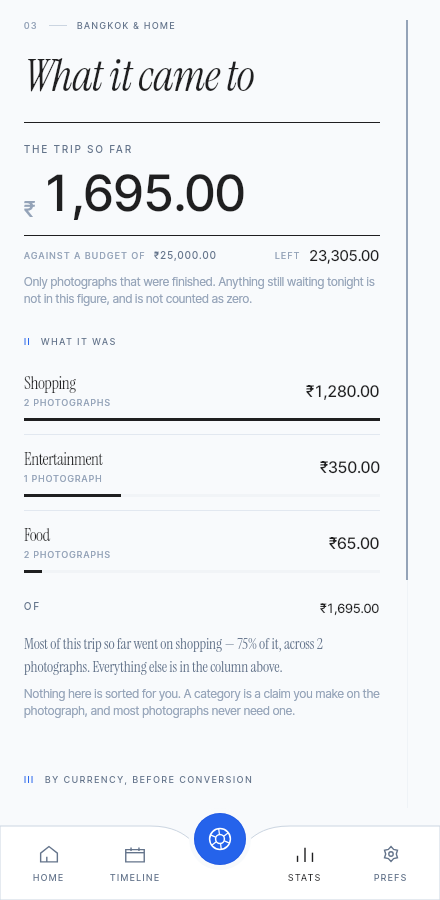 03 — BANGKOK & HOME
What it came to
THE TRIP SO FAR
₹ 1,695.00
AGAINST A BUDGET OF ₹25,000.00 LEFT 23,305.00
Only photographs that were finished. Anything still waiting tonight is
not in this figure, and is not counted as zero.
II WHAT IT WAS
Shopping
2 PHOTOGRAPHS
₹1,280.00
Entertainment
1 PHOTOGRAPH
₹350.00
Food
2 PHOTOGRAPHS
₹65.00
OF ₹1,695.00
Most of this trip so far went on shopping — 75% of it, across 2
photographs. Everything else is in the column above.
Nothing here is sorted for you. A category is a claim you make on the
photograph, and most photographs never need one.
III BY CURRENCY, BEFORE CONVERSION
HOME TIMELINE STATS PREFS